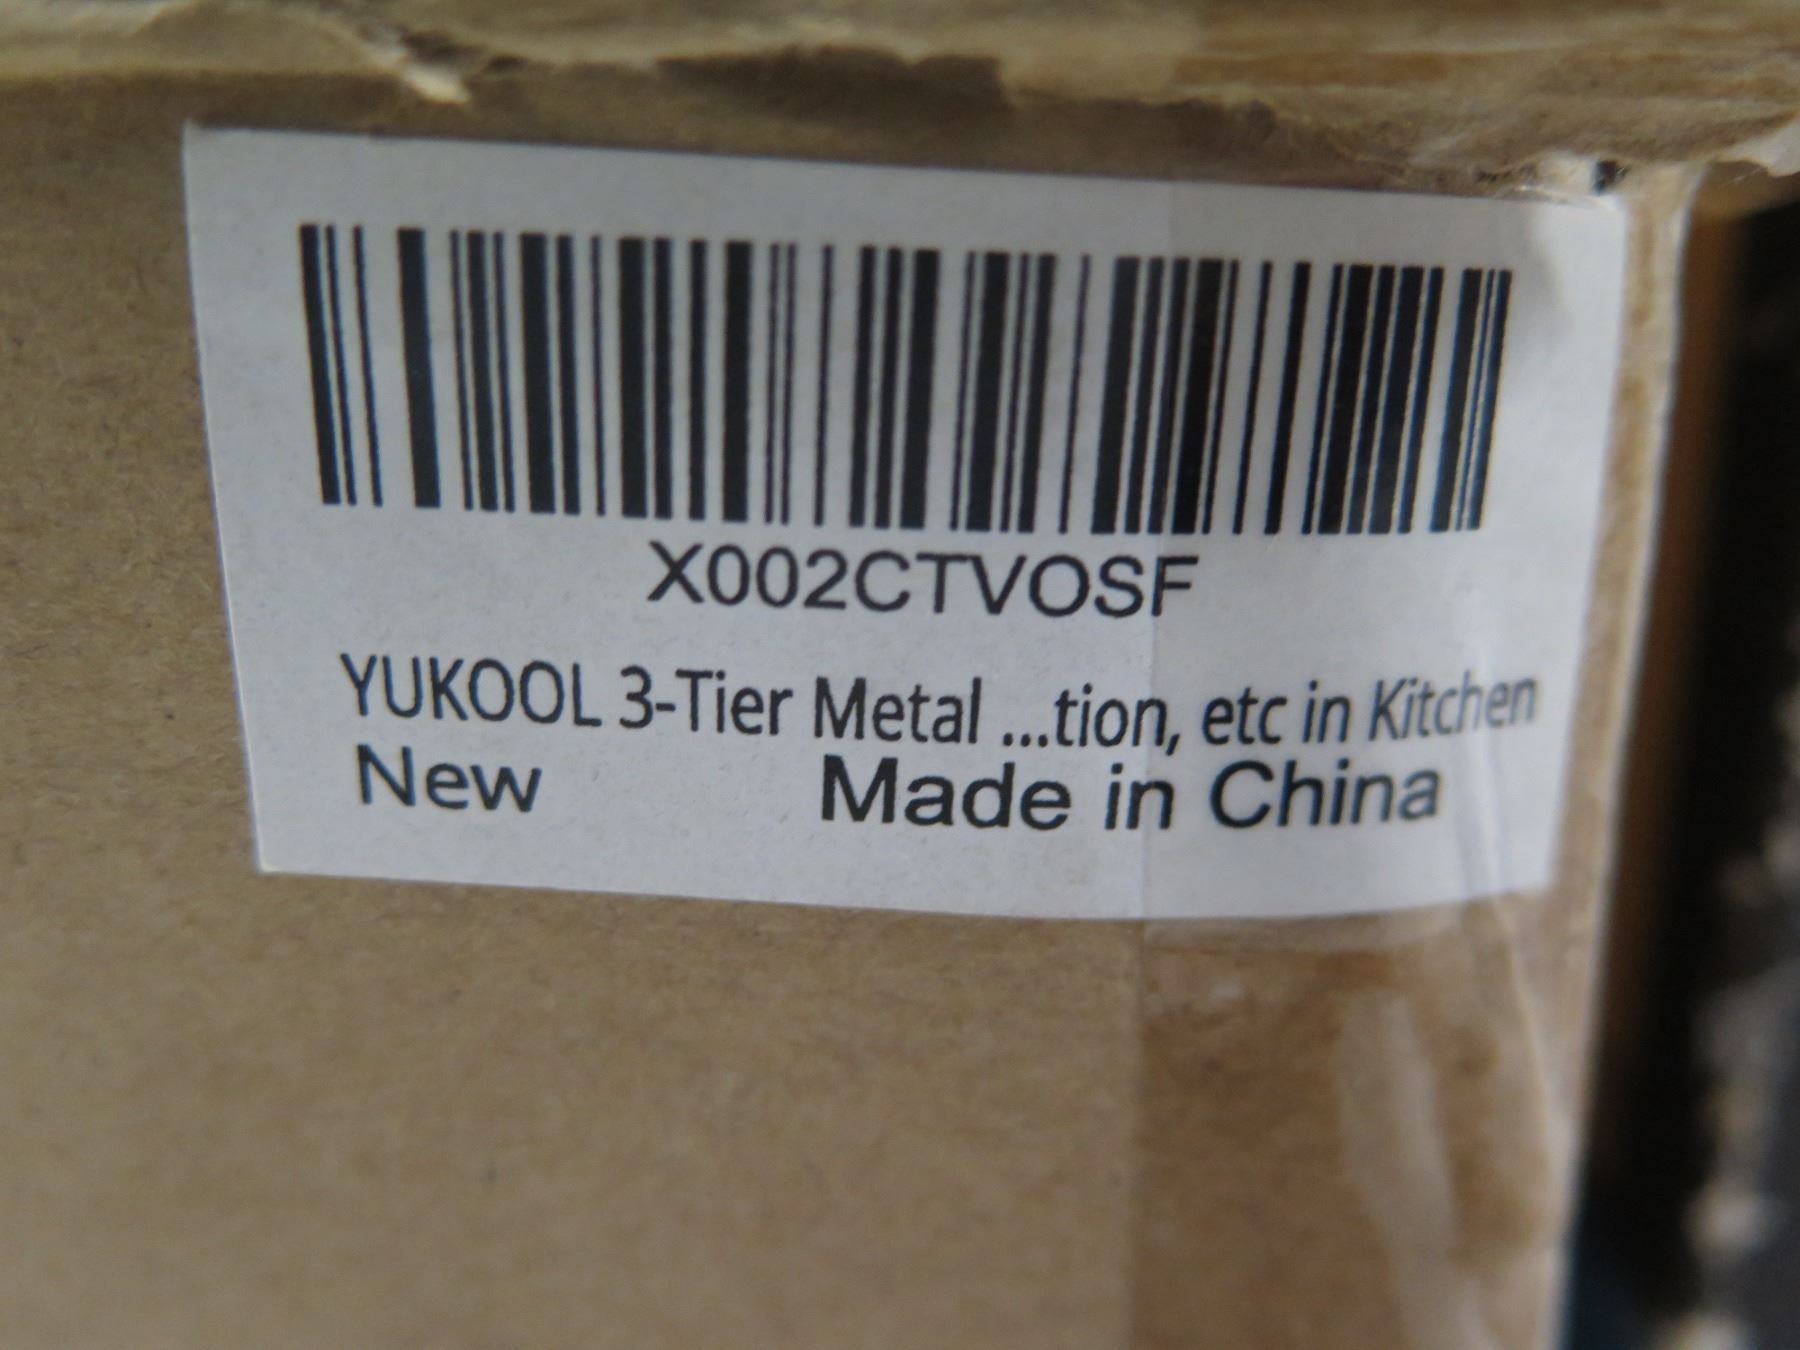 X002CTVOSF
YUKOOL 3-Tier Metal ...tion, etc in Kitchen
New Made in China